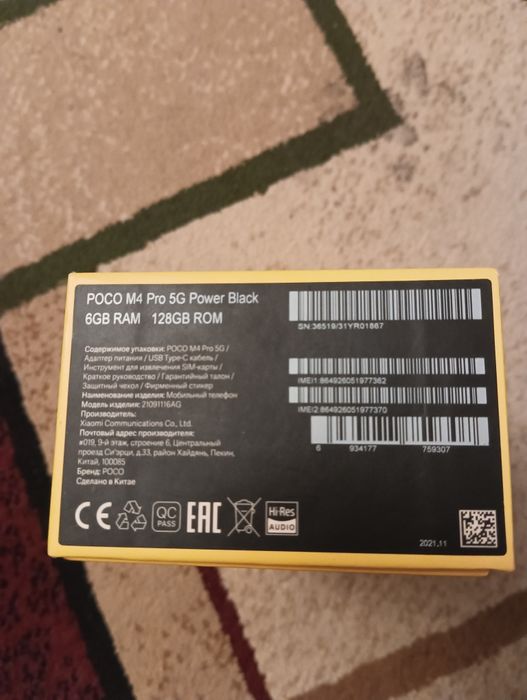 POCO M4 Pro 5G Power Black
6GB RAM 128GB ROM
Содержимое упаковки: POCO M4 Pro 5G /
Адаптер питания / USB Type-C кабель /
Инструмент для извлечения SIM-карты /
Краткое руководство / Гарантийный талон /
Защитный чехол / Фирменный стикер
Наименование изделия: Мобильный телефон
Модель изделия: 21091116AG
Производитель:
Xiaomi Communications Co., Ltd.
Почтовый адрес производителя:
#019, 9-й этаж, строение 6, Центральный
проезд Си'эрци, д.33, район Хайдянь, Пекин,
Китай, 100085
Бренд: POCO
Сделано в Китае
SN:36519/31YR01867
IMEI1:864926051977362
IMEI2:864926051977370
6 934177 759307
CE
QC
PASS
EAC
Hi-Res
AUDIO
2021.11